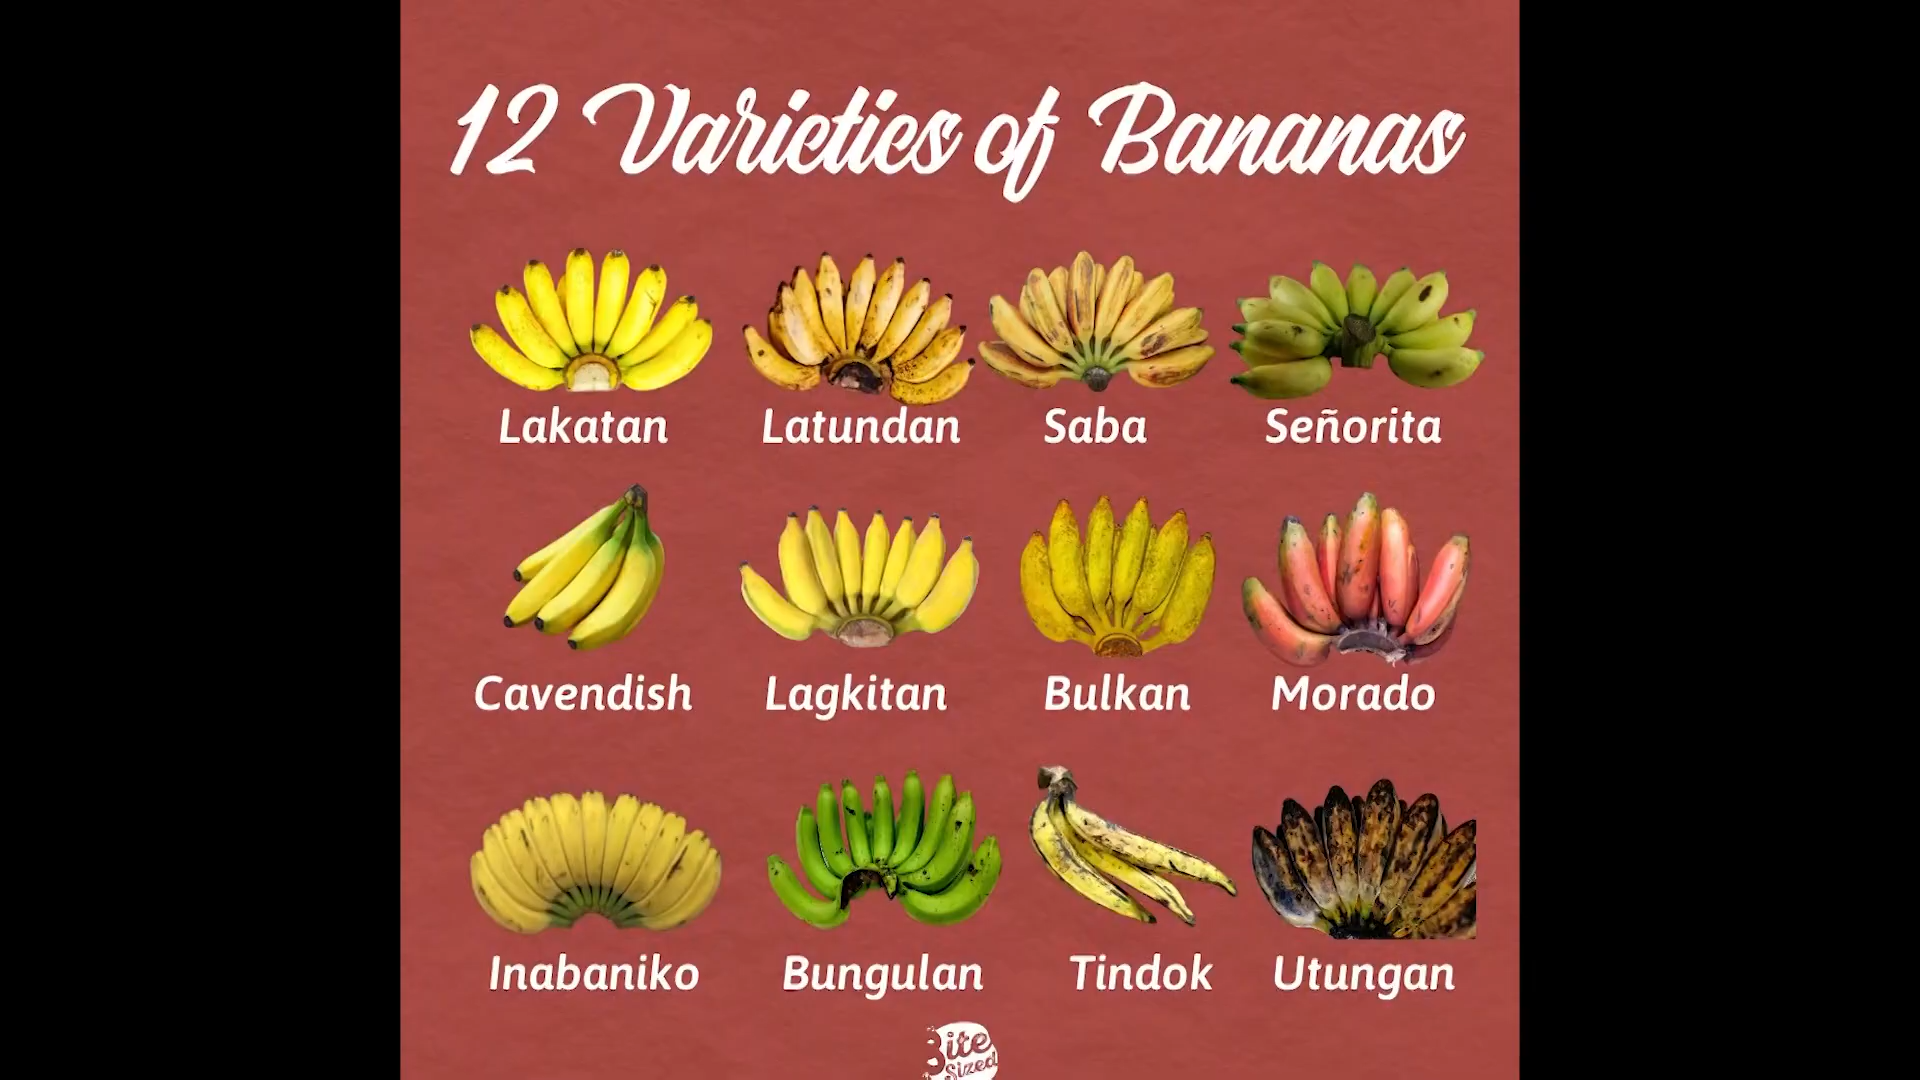 12 Varieties of Bananas
Lakatan Latundan Saba Señorita
Cavendish Lagkitan Bulkan Morado
Inabaniko Bungulan Tindok Utungan
Bite
Sized